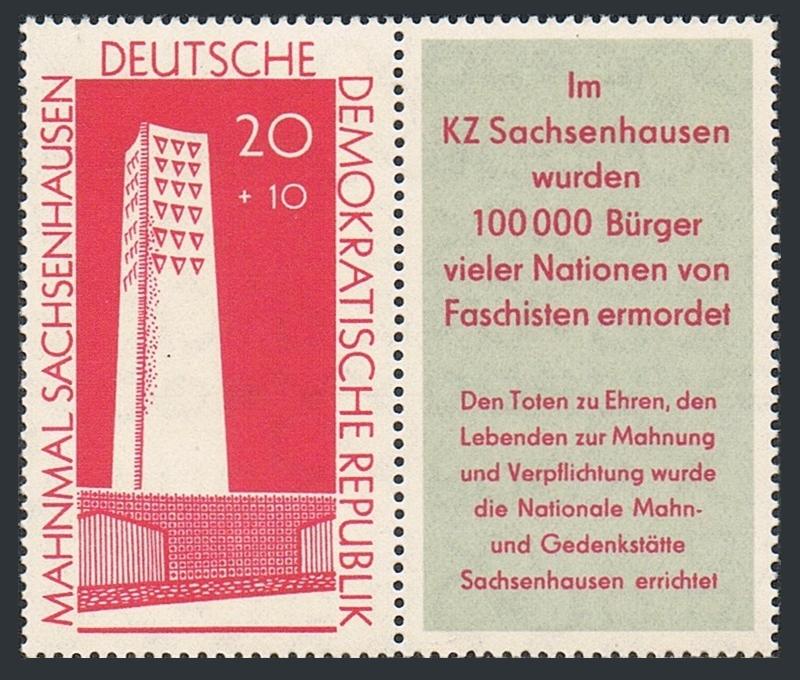 DEUTSCHE
DEMOKRATISCHE REPUBLIK
MAHNMAL SACHSENHAUSEN
20
+ 10
Im
KZ Sachsenhausen
wurden
100 000 Bürger
vieler Nationen von
Faschisten ermordet
Den Toten zu Ehren, den
Lebenden zur Mahnung
und Verpflichtung wurde
die Nationale Mahn-
und Gedenkstätte
Sachsenhausen errichtet